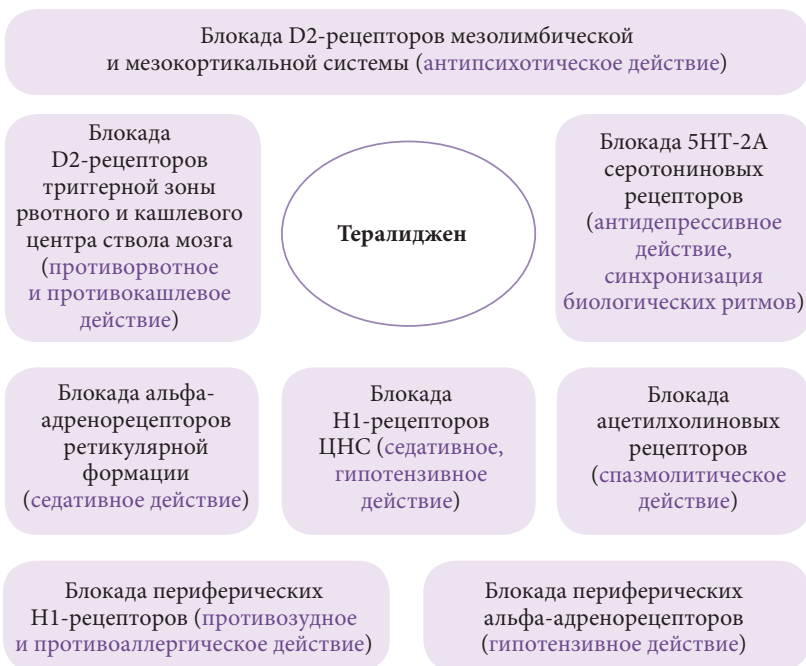 Блокада D2-рецепторов мезолимбической
и мезокортикальной системы (антипсихотическое действие)
Блокада
D2-рецепторов
триггерной зоны
рвотного и кашлевого
центра ствола мозга
(противорвотное
и противокашлевое
действие)
Тералиджен
Блокада 5НТ-2А
серотониновых
рецепторов
(антидепрессивное
действие,
синхронизация
биологических ритмов)
Блокада альфа-
адренорецепторов
ретикулярной
формации
(седативное действие)
Блокада
Н1-рецепторов
ЦНС (седативное,
гипотензивное
действие)
Блокада
ацетилхолиновых
рецепторов
(спазмолитическое
действие)
Блокада периферических
Н1-рецепторов (противозудное
и противоаллергическое действие)
Блокада периферических
альфа-адренорецепторов
(гипотензивное действие)